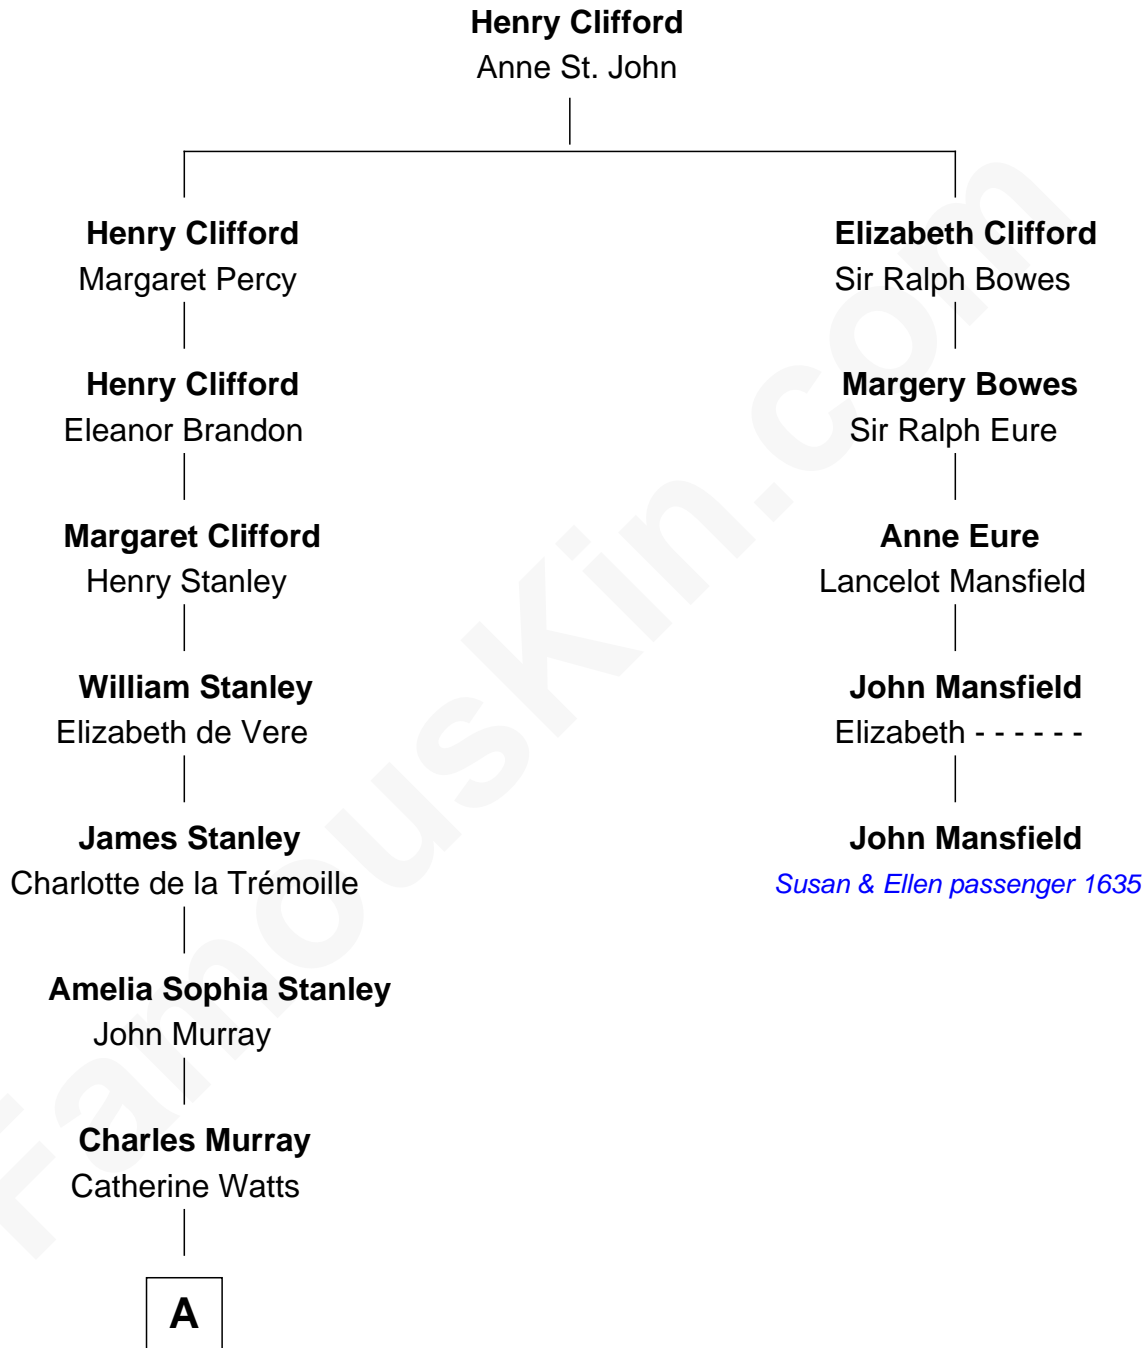 Henry Clifford
Anne St. John
Henry Clifford
Margaret Percy
Elizabeth Clifford
Sir Ralph Bowes
Henry Clifford
Eleanor Brandon
Margery Bowes
Sir Ralph Eure
Margaret Clifford
Henry Stanley
Anne Eure
Lancelot Mansfield
William Stanley
Elizabeth de Vere
John Mansfield
Elizabeth - - - - - -
James Stanley
Charlotte de la Trémoille
John Mansfield
Susan & Ellen passenger 1635
Amelia Sophia Stanley
John Murray
Charles Murray
Catherine Watts
A
FamousKin.com